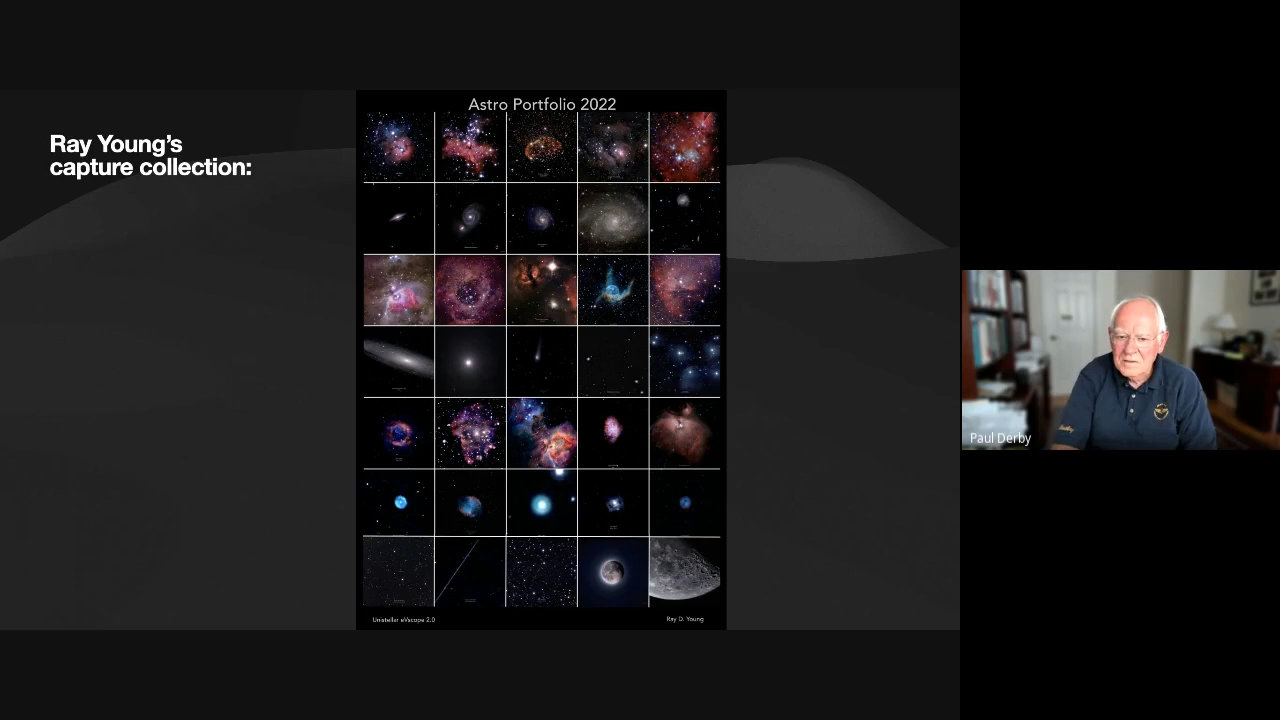 Astro Portfolio 2022
Ray Young's
capture collection:
Paul Derby
Unistellar eVscope 2.0
Ray D. Young